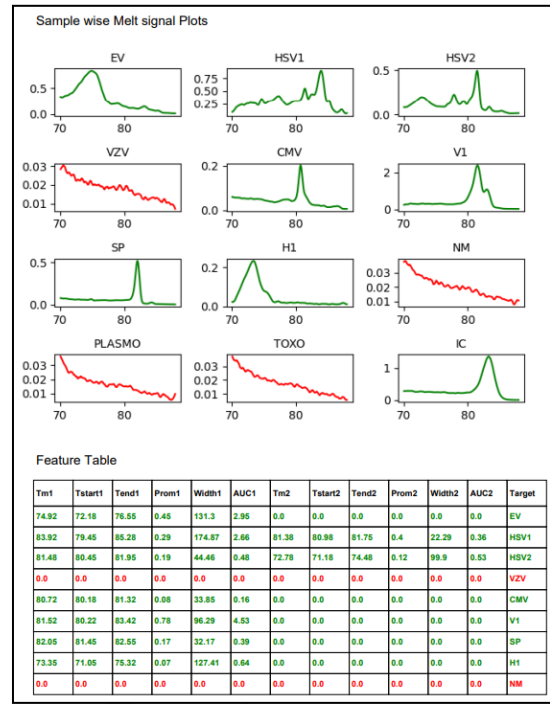 Sample wise Melt signal Plots
EV HSV1 HSV2
0.5
0.0
70 80
0.75
0.50
0.25
70 80
0.5
0.0
70 80
VZV CMV V1
0.03
0.02
0.01
70 80
0.2
0.0
70 80
2
0
70 80
SP H1 NM
0.5
0.0
70 80
0.2
0.0
70 80
0.03
0.02
0.01
70 80
PLASMO TOXO IC
0.03
0.02
0.01
70 80
0.03
0.02
0.01
70 80
1
0
70 80
Feature Table
Tm1 Tstart1 Tend1 Prom1 Width1 AUC1 Tm2 Tstart2 Tend2 Prom2 Width2 AUC2 Target
74.92 72.18 76.55 0.45 131.3 2.95 0.0 0.0 0.0 0.0 0.0 0.0 EV
83.92 79.45 85.28 0.29 174.87 2.66 81.38 80.98 81.75 0.4 22.29 0.36 HSV1
81.48 80.45 81.95 0.19 44.46 0.48 72.78 71.18 74.48 0.12 99.9 0.53 HSV2
0.0 0.0 0.0 0.0 0.0 0.0 0.0 0.0 0.0 0.0 0.0 0.0 VZV
80.72 80.18 81.32 0.08 33.85 0.16 0.0 0.0 0.0 0.0 0.0 0.0 CMV
81.52 80.22 83.42 0.78 96.29 4.53 0.0 0.0 0.0 0.0 0.0 0.0 V1
82.05 81.45 82.55 0.17 32.17 0.39 0.0 0.0 0.0 0.0 0.0 0.0 SP
73.35 71.05 75.32 0.07 127.41 0.64 0.0 0.0 0.0 0.0 0.0 0.0 H1
0.0 0.0 0.0 0.0 0.0 0.0 0.0 0.0 0.0 0.0 0.0 0.0 NM